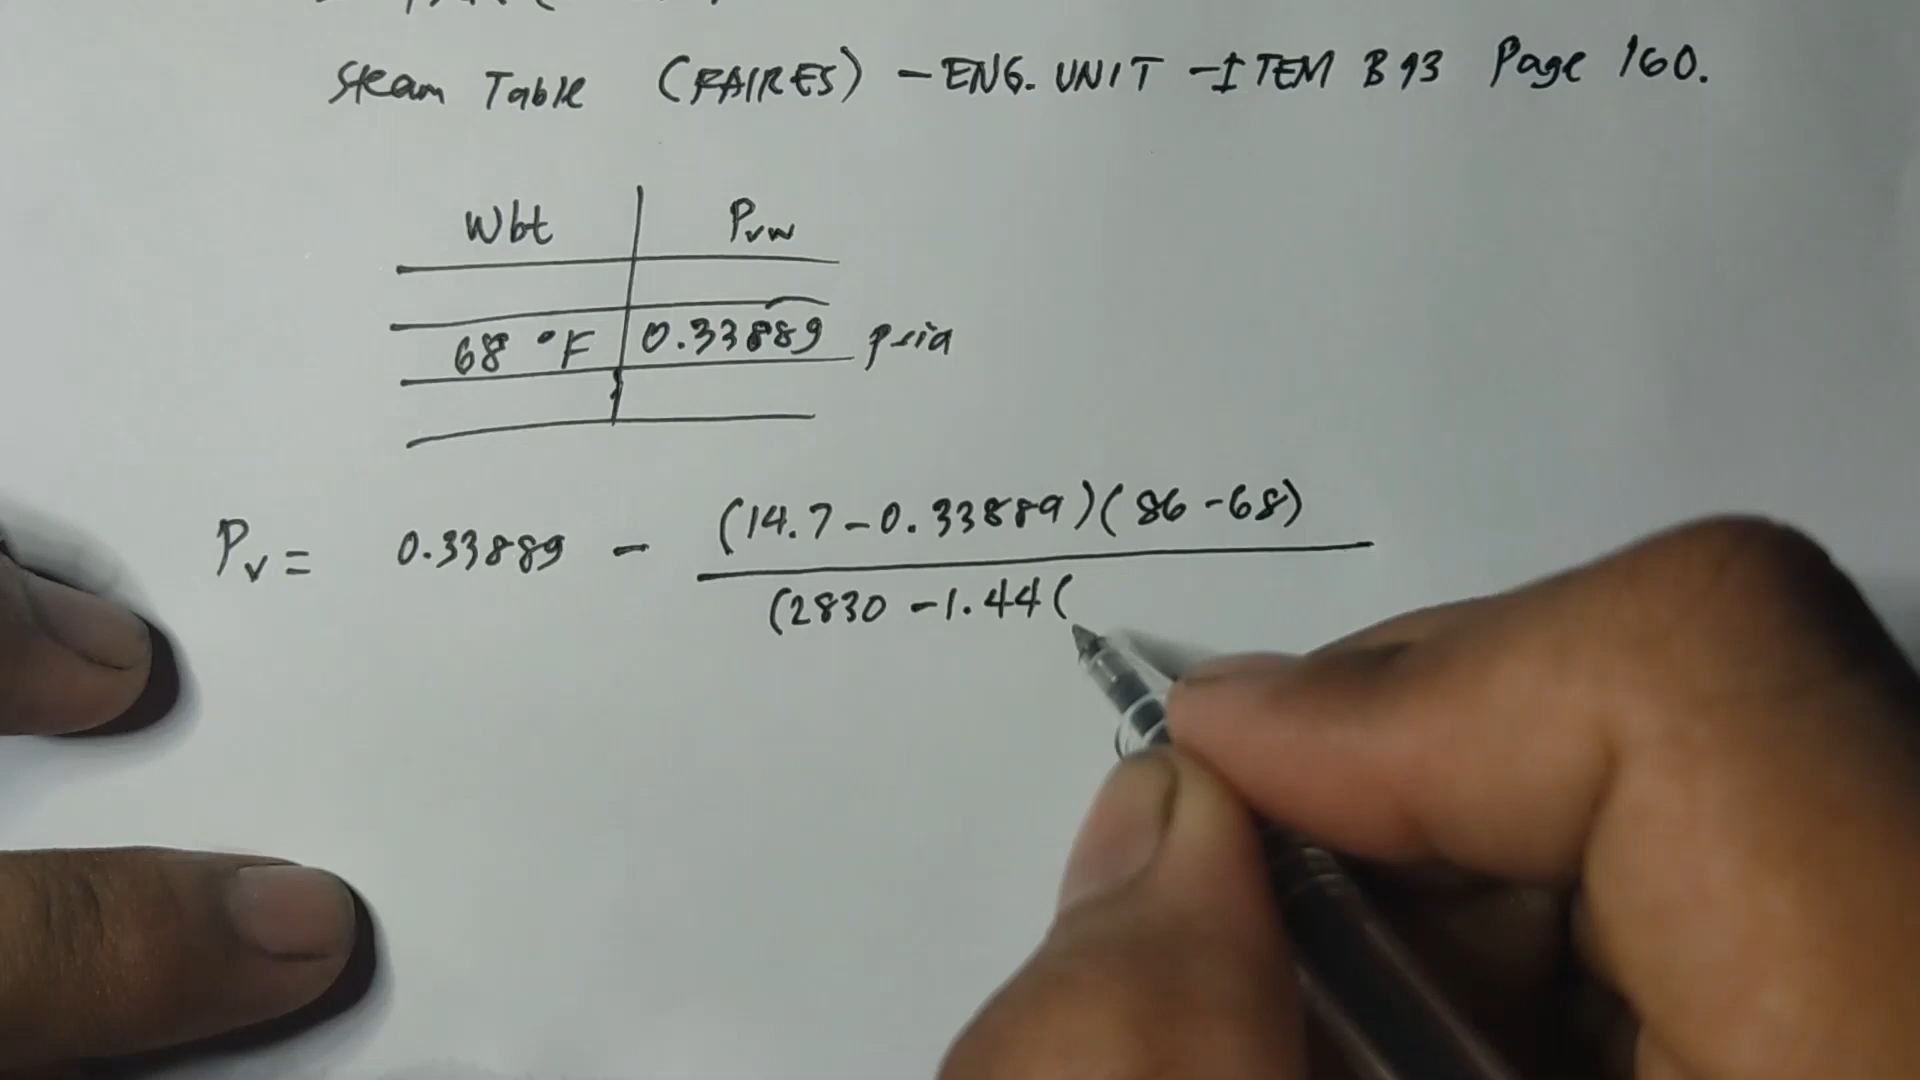 Steam Table (FAIRES) - ENG. UNIT - ITEM B 93 Page 160.
Wbt Pvw
68 °F 0.33889 psia
(14.7-0.33889)(86-68)
Pv = 0.33889 -
(2830 -1.44(